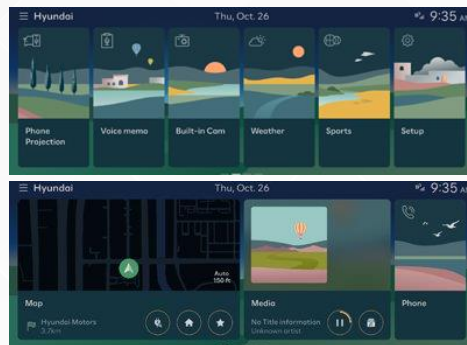 Hyundai
Thu, Oct. 26
9:35 AM
Phone
Projection
Voice memo
Built-in Cam
Weather
Sports
Setup
Hyundai
Thu, Oct. 26
9:35 AM
Auto
150 ft
Map
Hyundai Motors
3.7km
Media
No Title information
Unknown artist
Phone